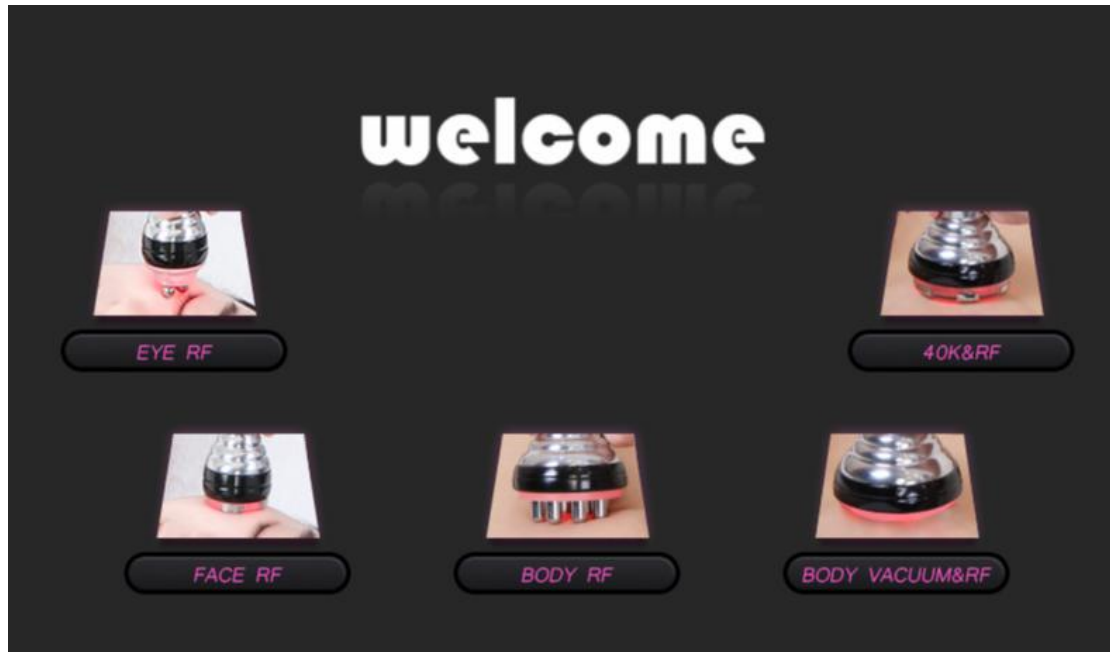 welcome
EYE RF
40K&RF
FACE RF
BODY RF
BODY VACUUM&RF